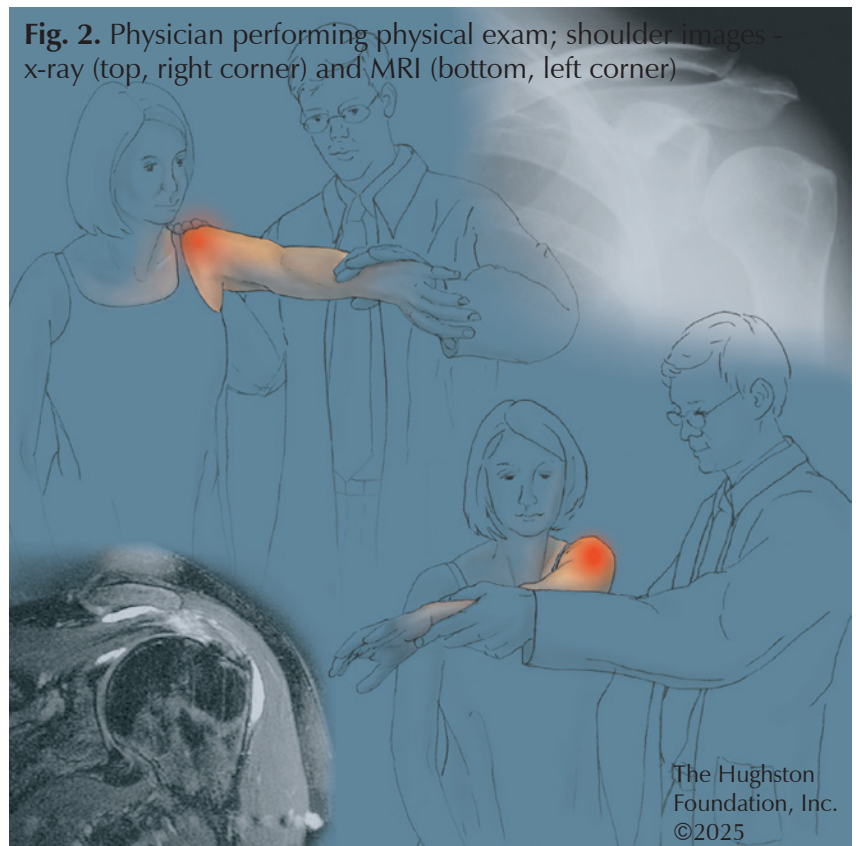 Fig. 2. Physician performing physical exam; shoulder images -
x-ray (top, right corner) and MRI (bottom, left corner)
The Hughston
Foundation, Inc.
©2025